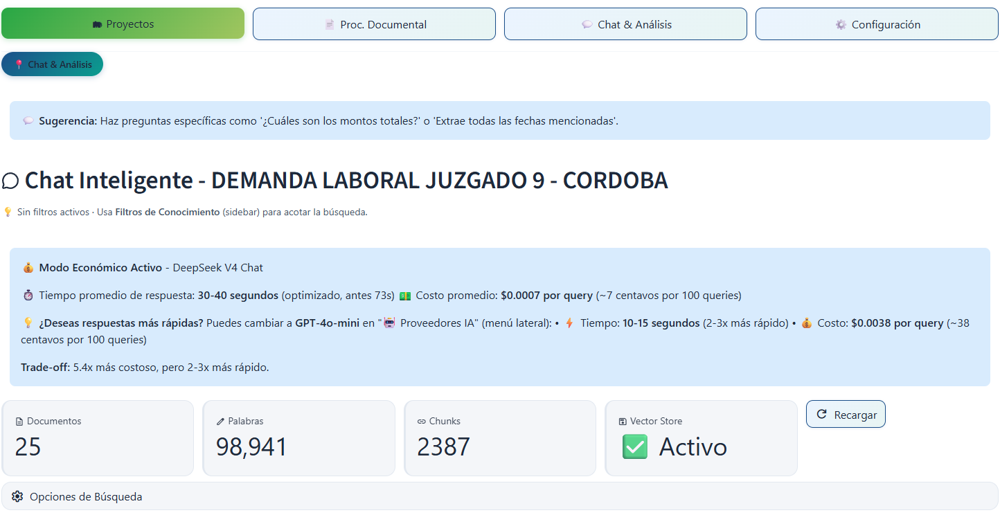 Proyectos
Proc. Documental
Chat & Análisis
Configuración
Chat & Análisis
Sugerencia: Haz preguntas específicas como '¿Cuáles son los montos totales?' o 'Extrae todas las fechas mencionadas'.
Chat Inteligente - DEMANDA LABORAL JUZGADO 9 - CORDOBA
Sin filtros activos · Usa Filtros de Conocimiento (sidebar) para acotar la búsqueda.
Modo Económico Activo - DeepSeek V4 Chat
Tiempo promedio de respuesta: 30-40 segundos (optimizado, antes 73s) Costo promedio: $0.0007 por query (~7 centavos por 100 queries)
¿Deseas respuestas más rápidas? Puedes cambiar a GPT-4o-mini en " Proveedores IA" (menú lateral): • Tiempo: 10-15 segundos (2-3x más rápido) • Costo: $0.0038 por query (~38
centavos por 100 queries)
Trade-off: 5.4x más costoso, pero 2-3x más rápido.
Documentos
25
Palabras
98,941
Chunks
2387
Vector Store
Activo
Recargar
Opciones de Búsqueda